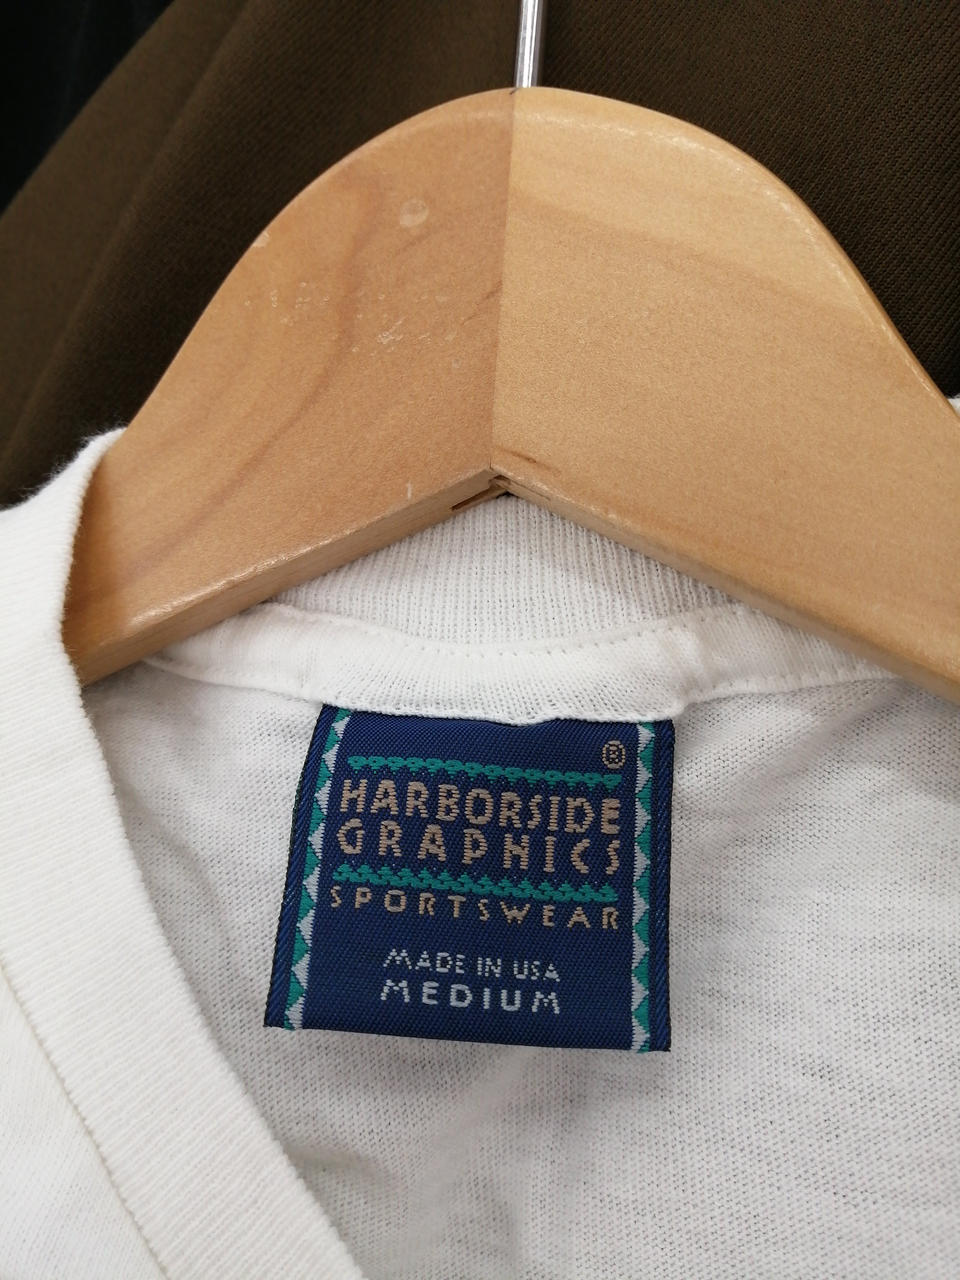 ®
HARBORSIDE
GRAPHICS
SPORTSWEAR
MADE IN USA
MEDIUM